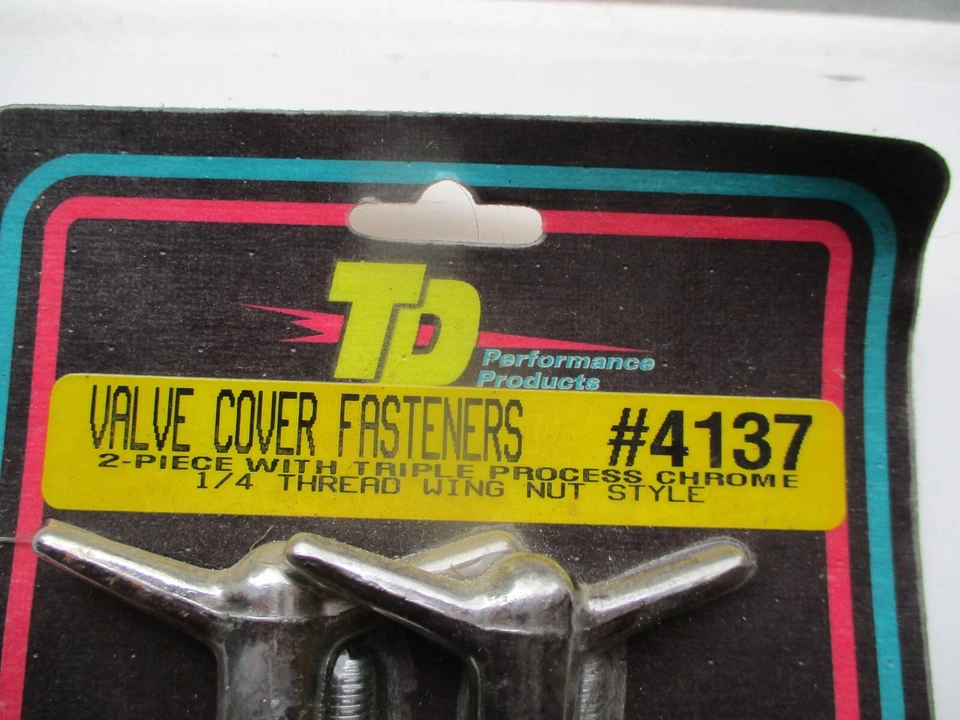 TD
Performance
Products
VALVE COVER FASTENERS #4137
2-PIECE WITH TRIPLE PROCESS CHROME
1/4 THREAD WING NUT STYLE